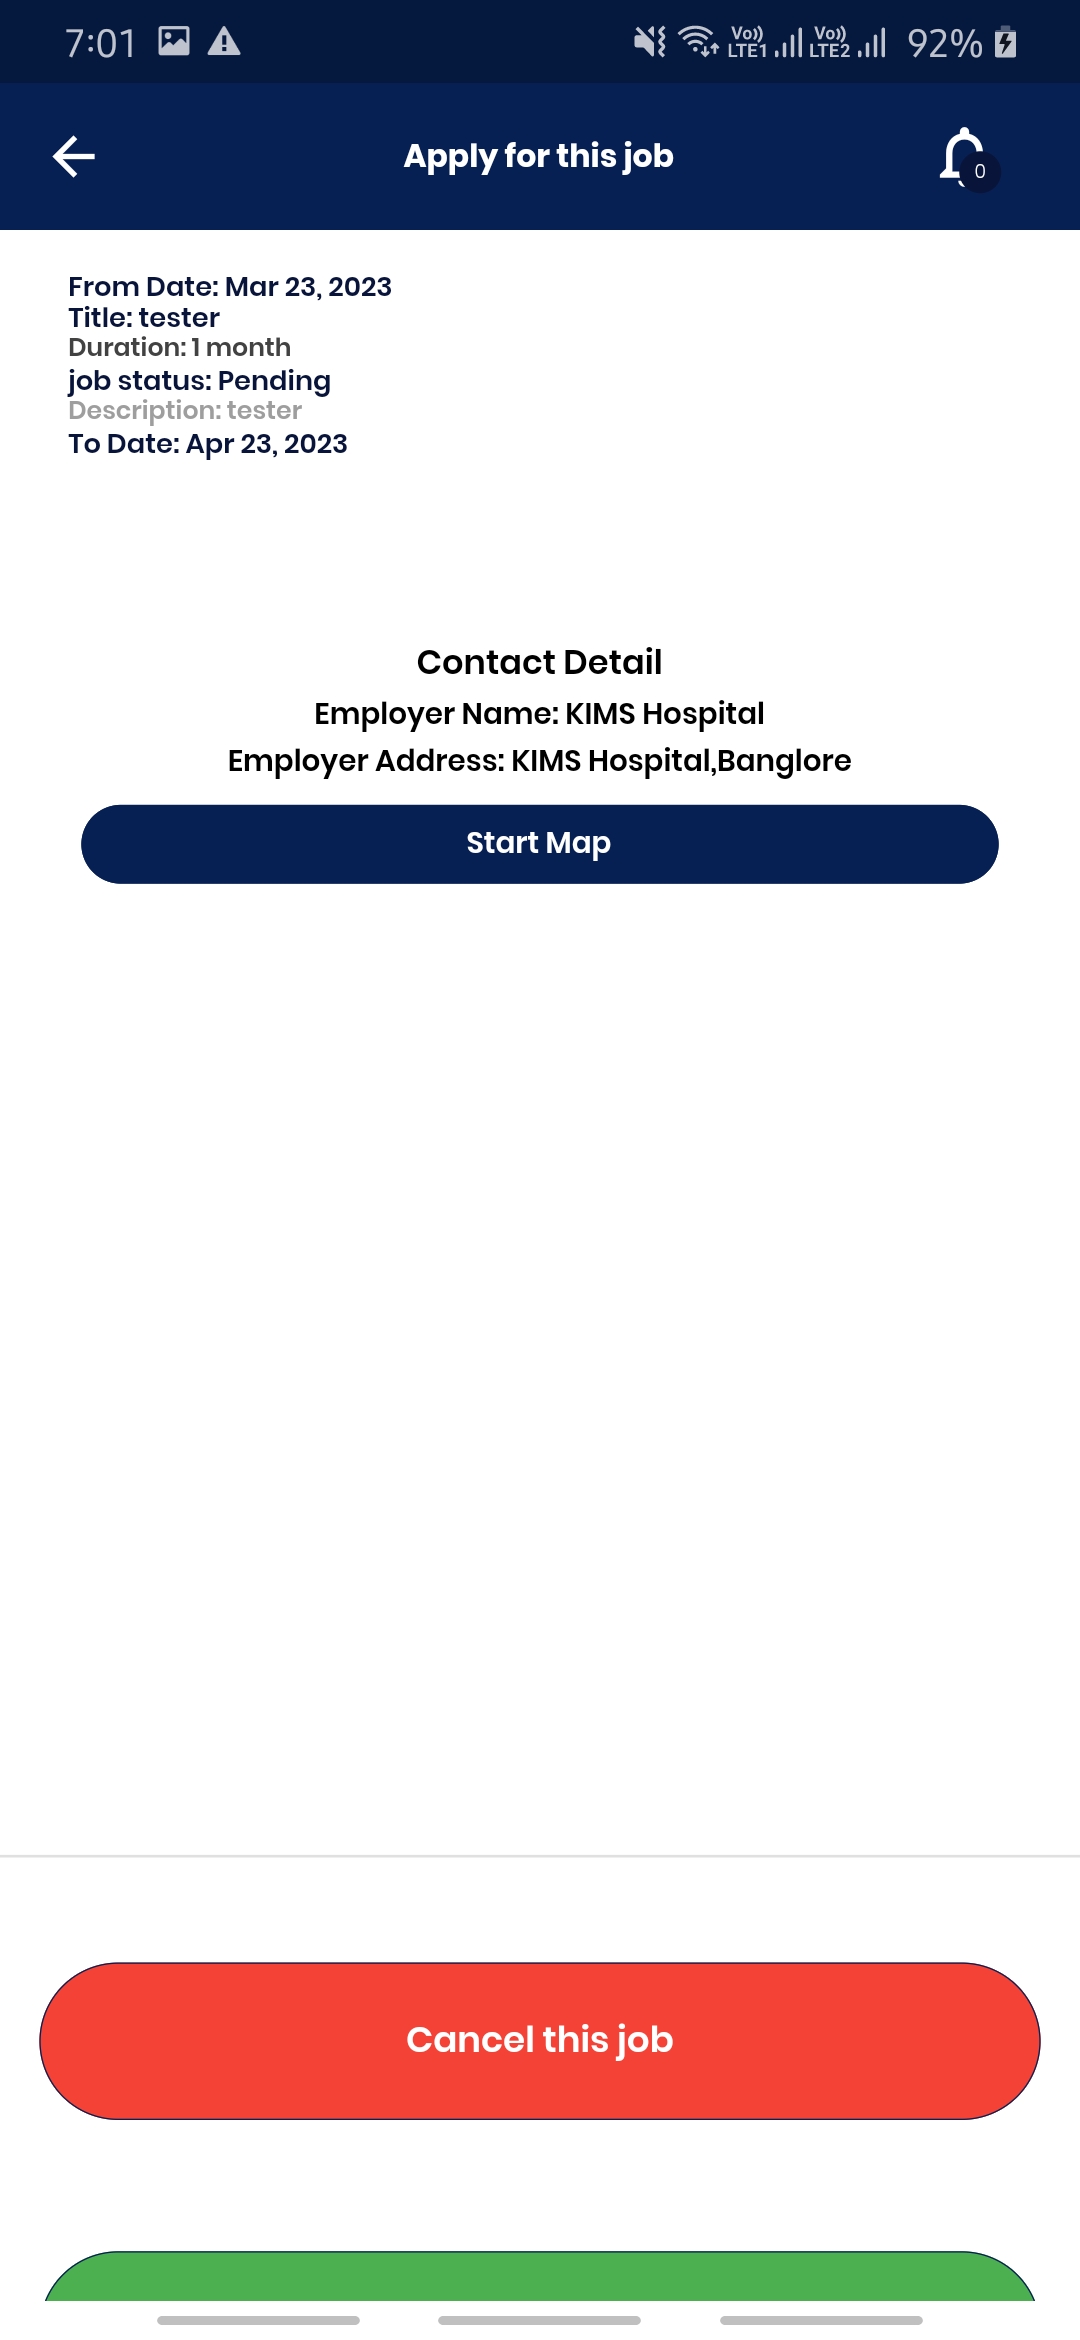 7:01
Vo)) LTE1 Vo)) LTE2 92%
Apply for this job
0
From Date: Mar 23, 2023
Title: tester
Duration: 1 month
job status: Pending
Description: tester
To Date: Apr 23, 2023
Contact Detail
Employer Name: KIMS Hospital
Employer Address: KIMS Hospital,Banglore
Start Map
Cancel this job